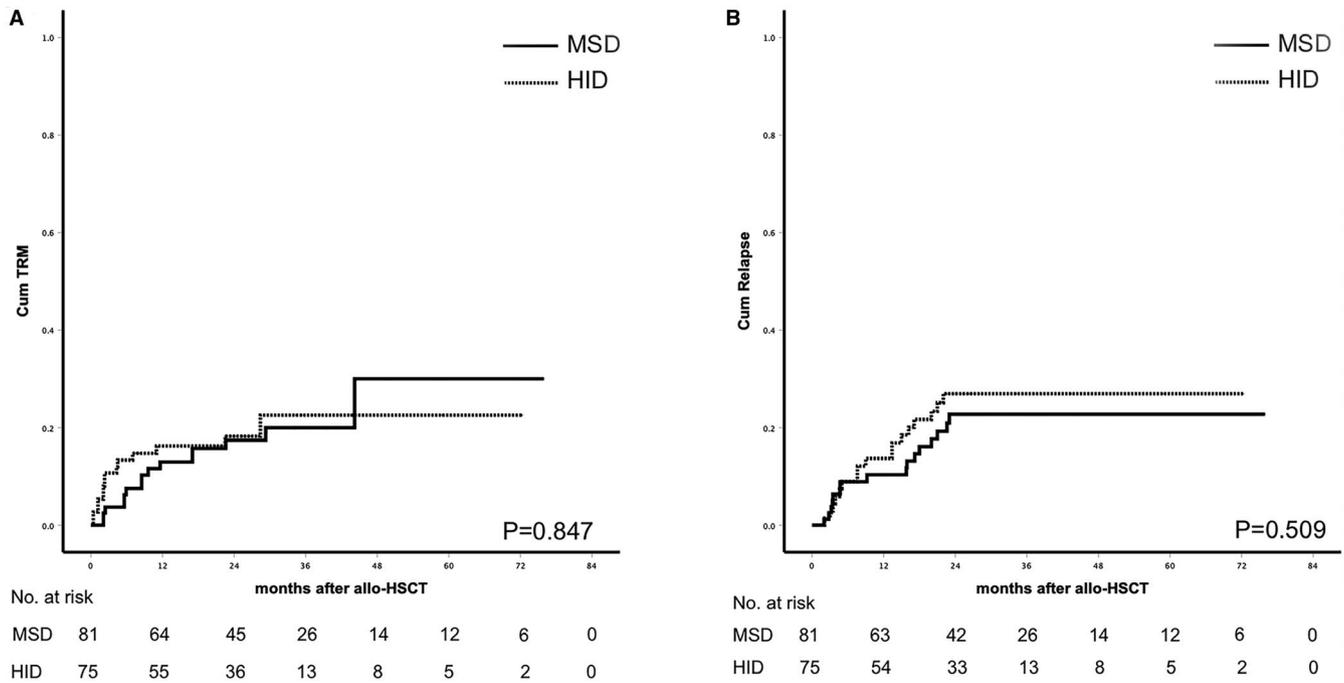 A
MSD
HID
1.0
0.8
0.6
0.4
0.2
0.0
Cum TRM
P=0.847
0 12 24 36 48 60 72 84
months after allo-HSCT
No. at risk
MSD 81 64 45 26 14 12 6 0
HID 75 55 36 13 8 5 2 0
B
MSD
HID
1.0
0.8
0.6
0.4
0.2
0.0
Cum Relapse
P=0.509
0 12 24 36 48 60 72 84
months after allo-HSCT
No. at risk
MSD 81 63 42 26 14 12 6 0
HID 75 54 33 13 8 5 2 0